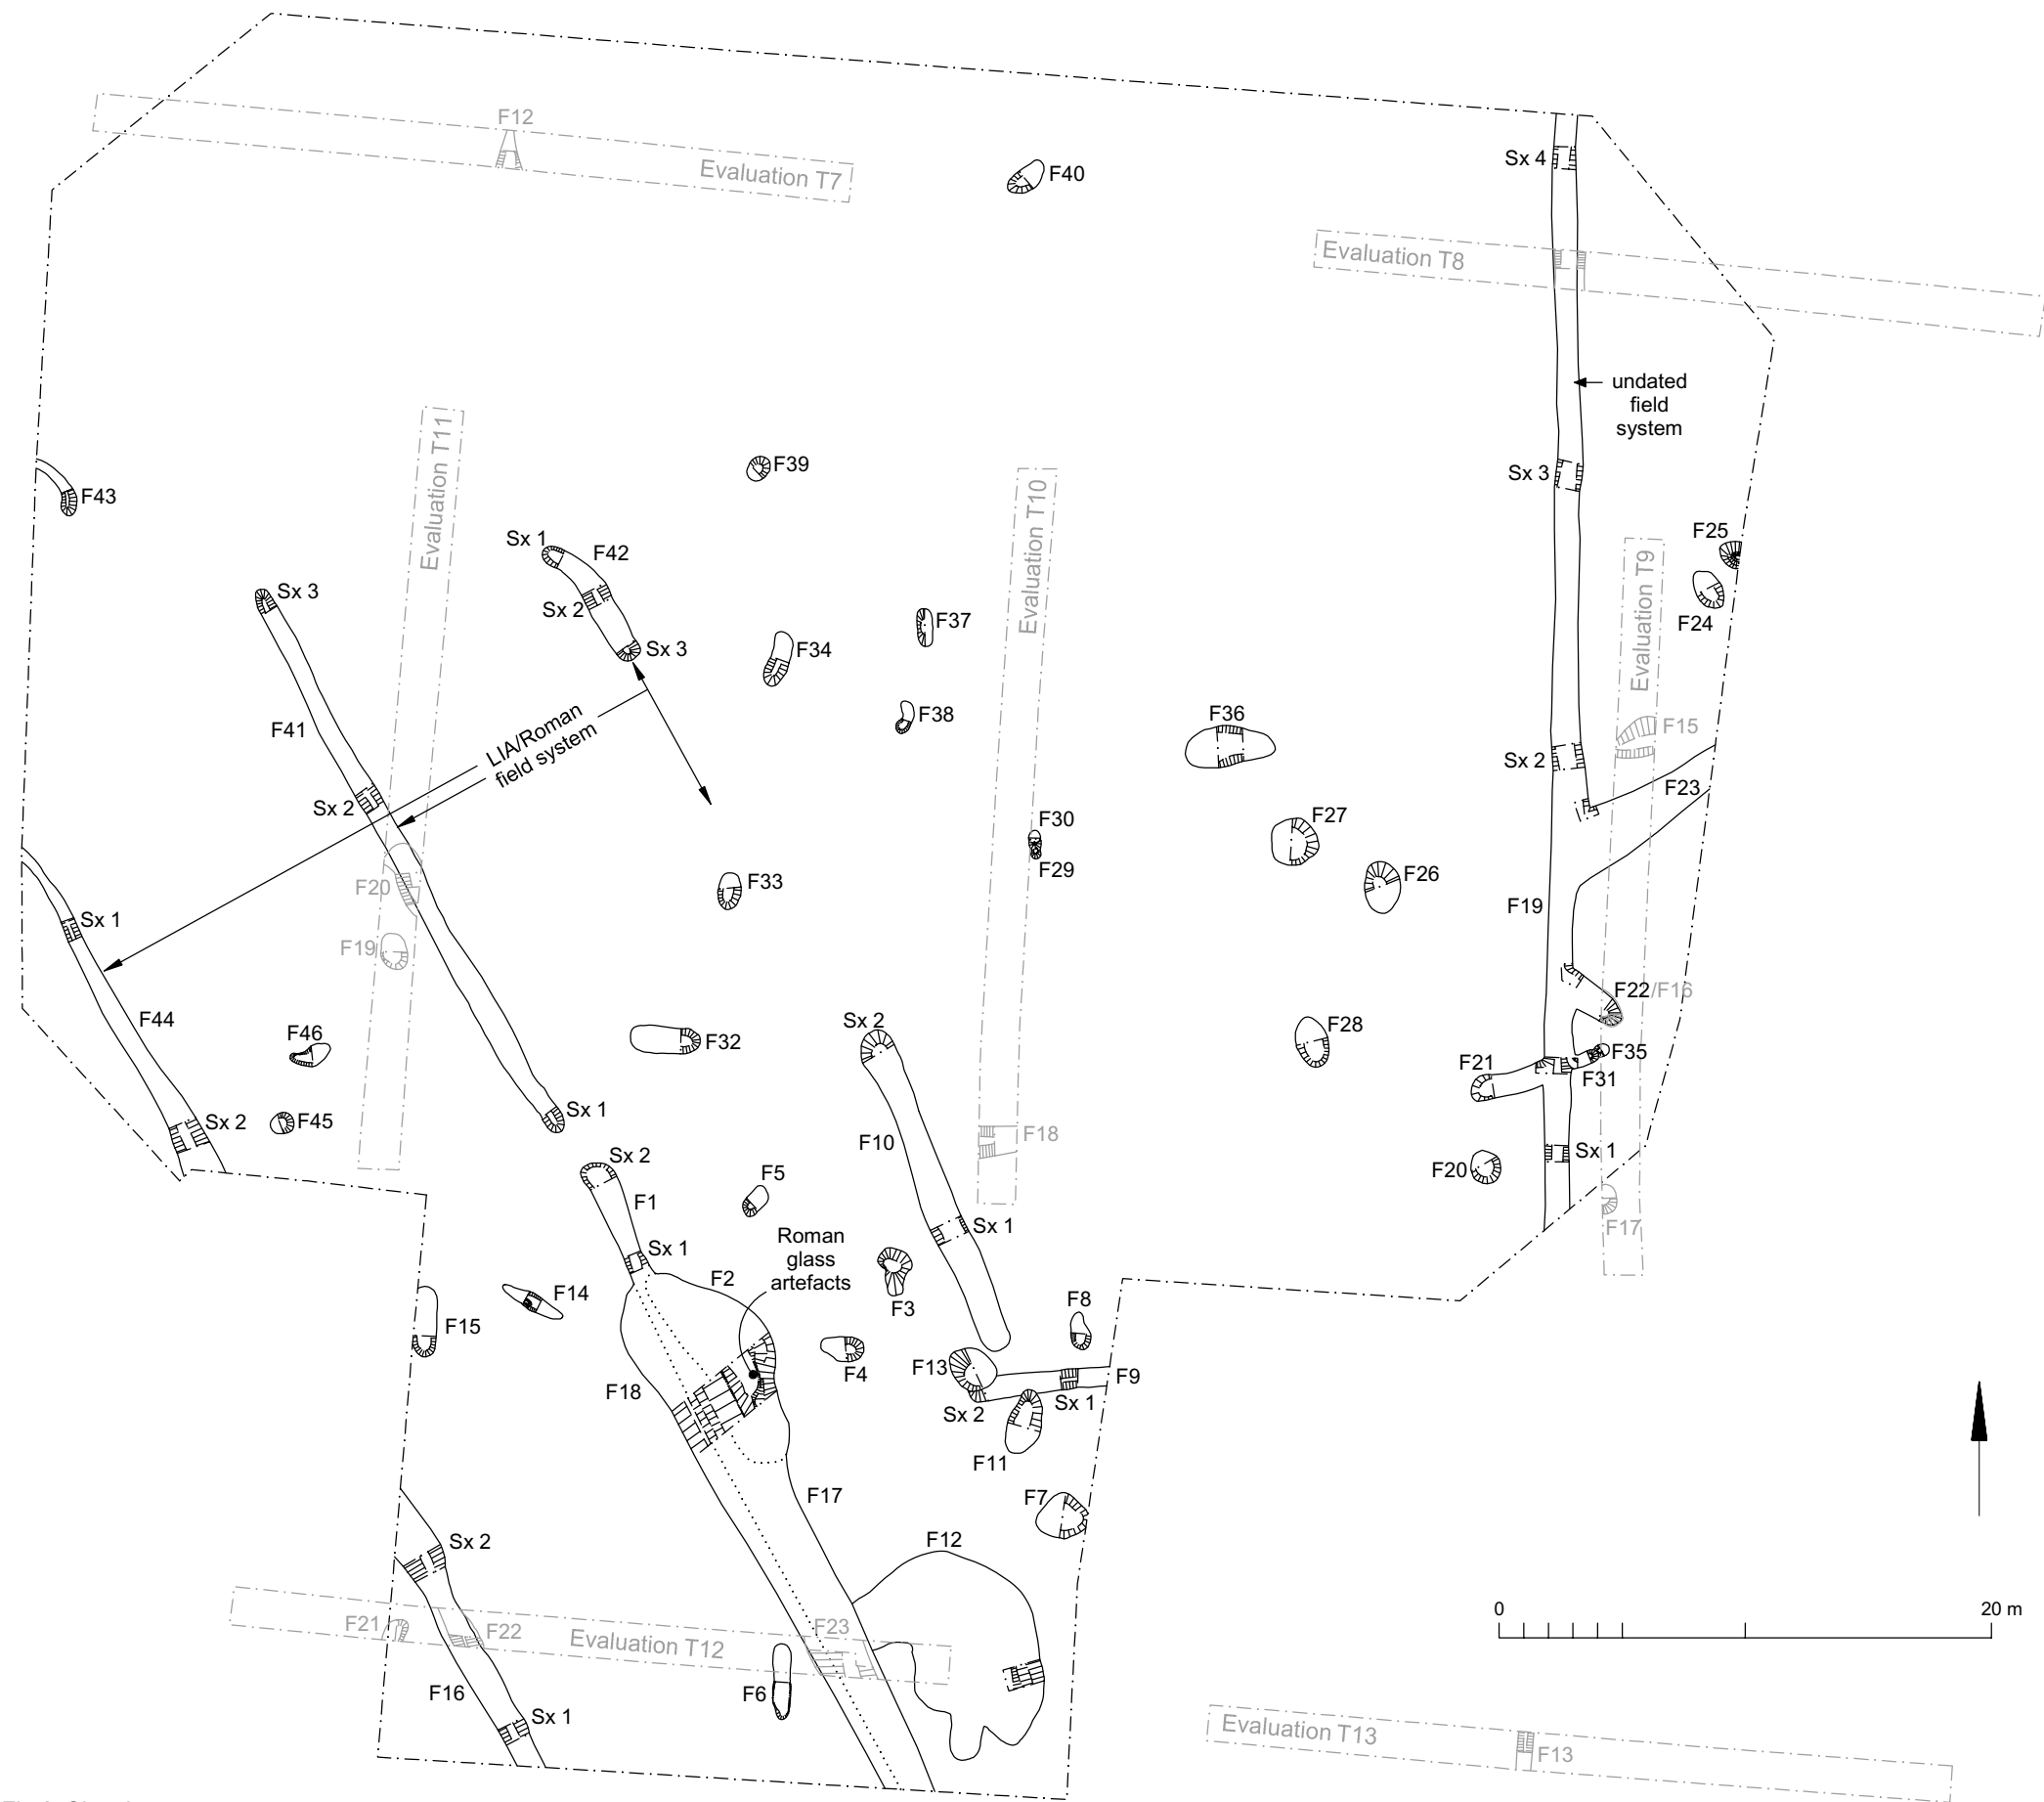 F12
Evaluation T7
F40
Sx 4
Evaluation T8
undated
field
system
Evaluation T11
F39
Sx 3
F43
Evaluation T10
Sx 1
F42
F25
Sx 3
Sx 2
Evaluation T9
F24
F37
F34
Sx 3
F41
LIA/Roman
field system
F38
F36
F15
Sx 2
Sx 2
F23
F30
F27
F29
F26
F20
F33
F19
Sx 1
F19
F22/F16
F44
Sx 2
F28
F46
F32
F35
F21
F31
Sx 1
Sx 2
F45
F10
F18
Sx 1
Sx 2
F5
F20
F1
Sx 1
F17
Roman
glass
artefacts
Sx 1
F2
F14
F3
F8
F15
F4
F13
F9
F18
Sx 2
Sx 1
F11
F17
F7
Sx 2
F12
0
20 m
F21
F22
Evaluation T12
F23
F16
F6
Sx 1
Evaluation T13
F13